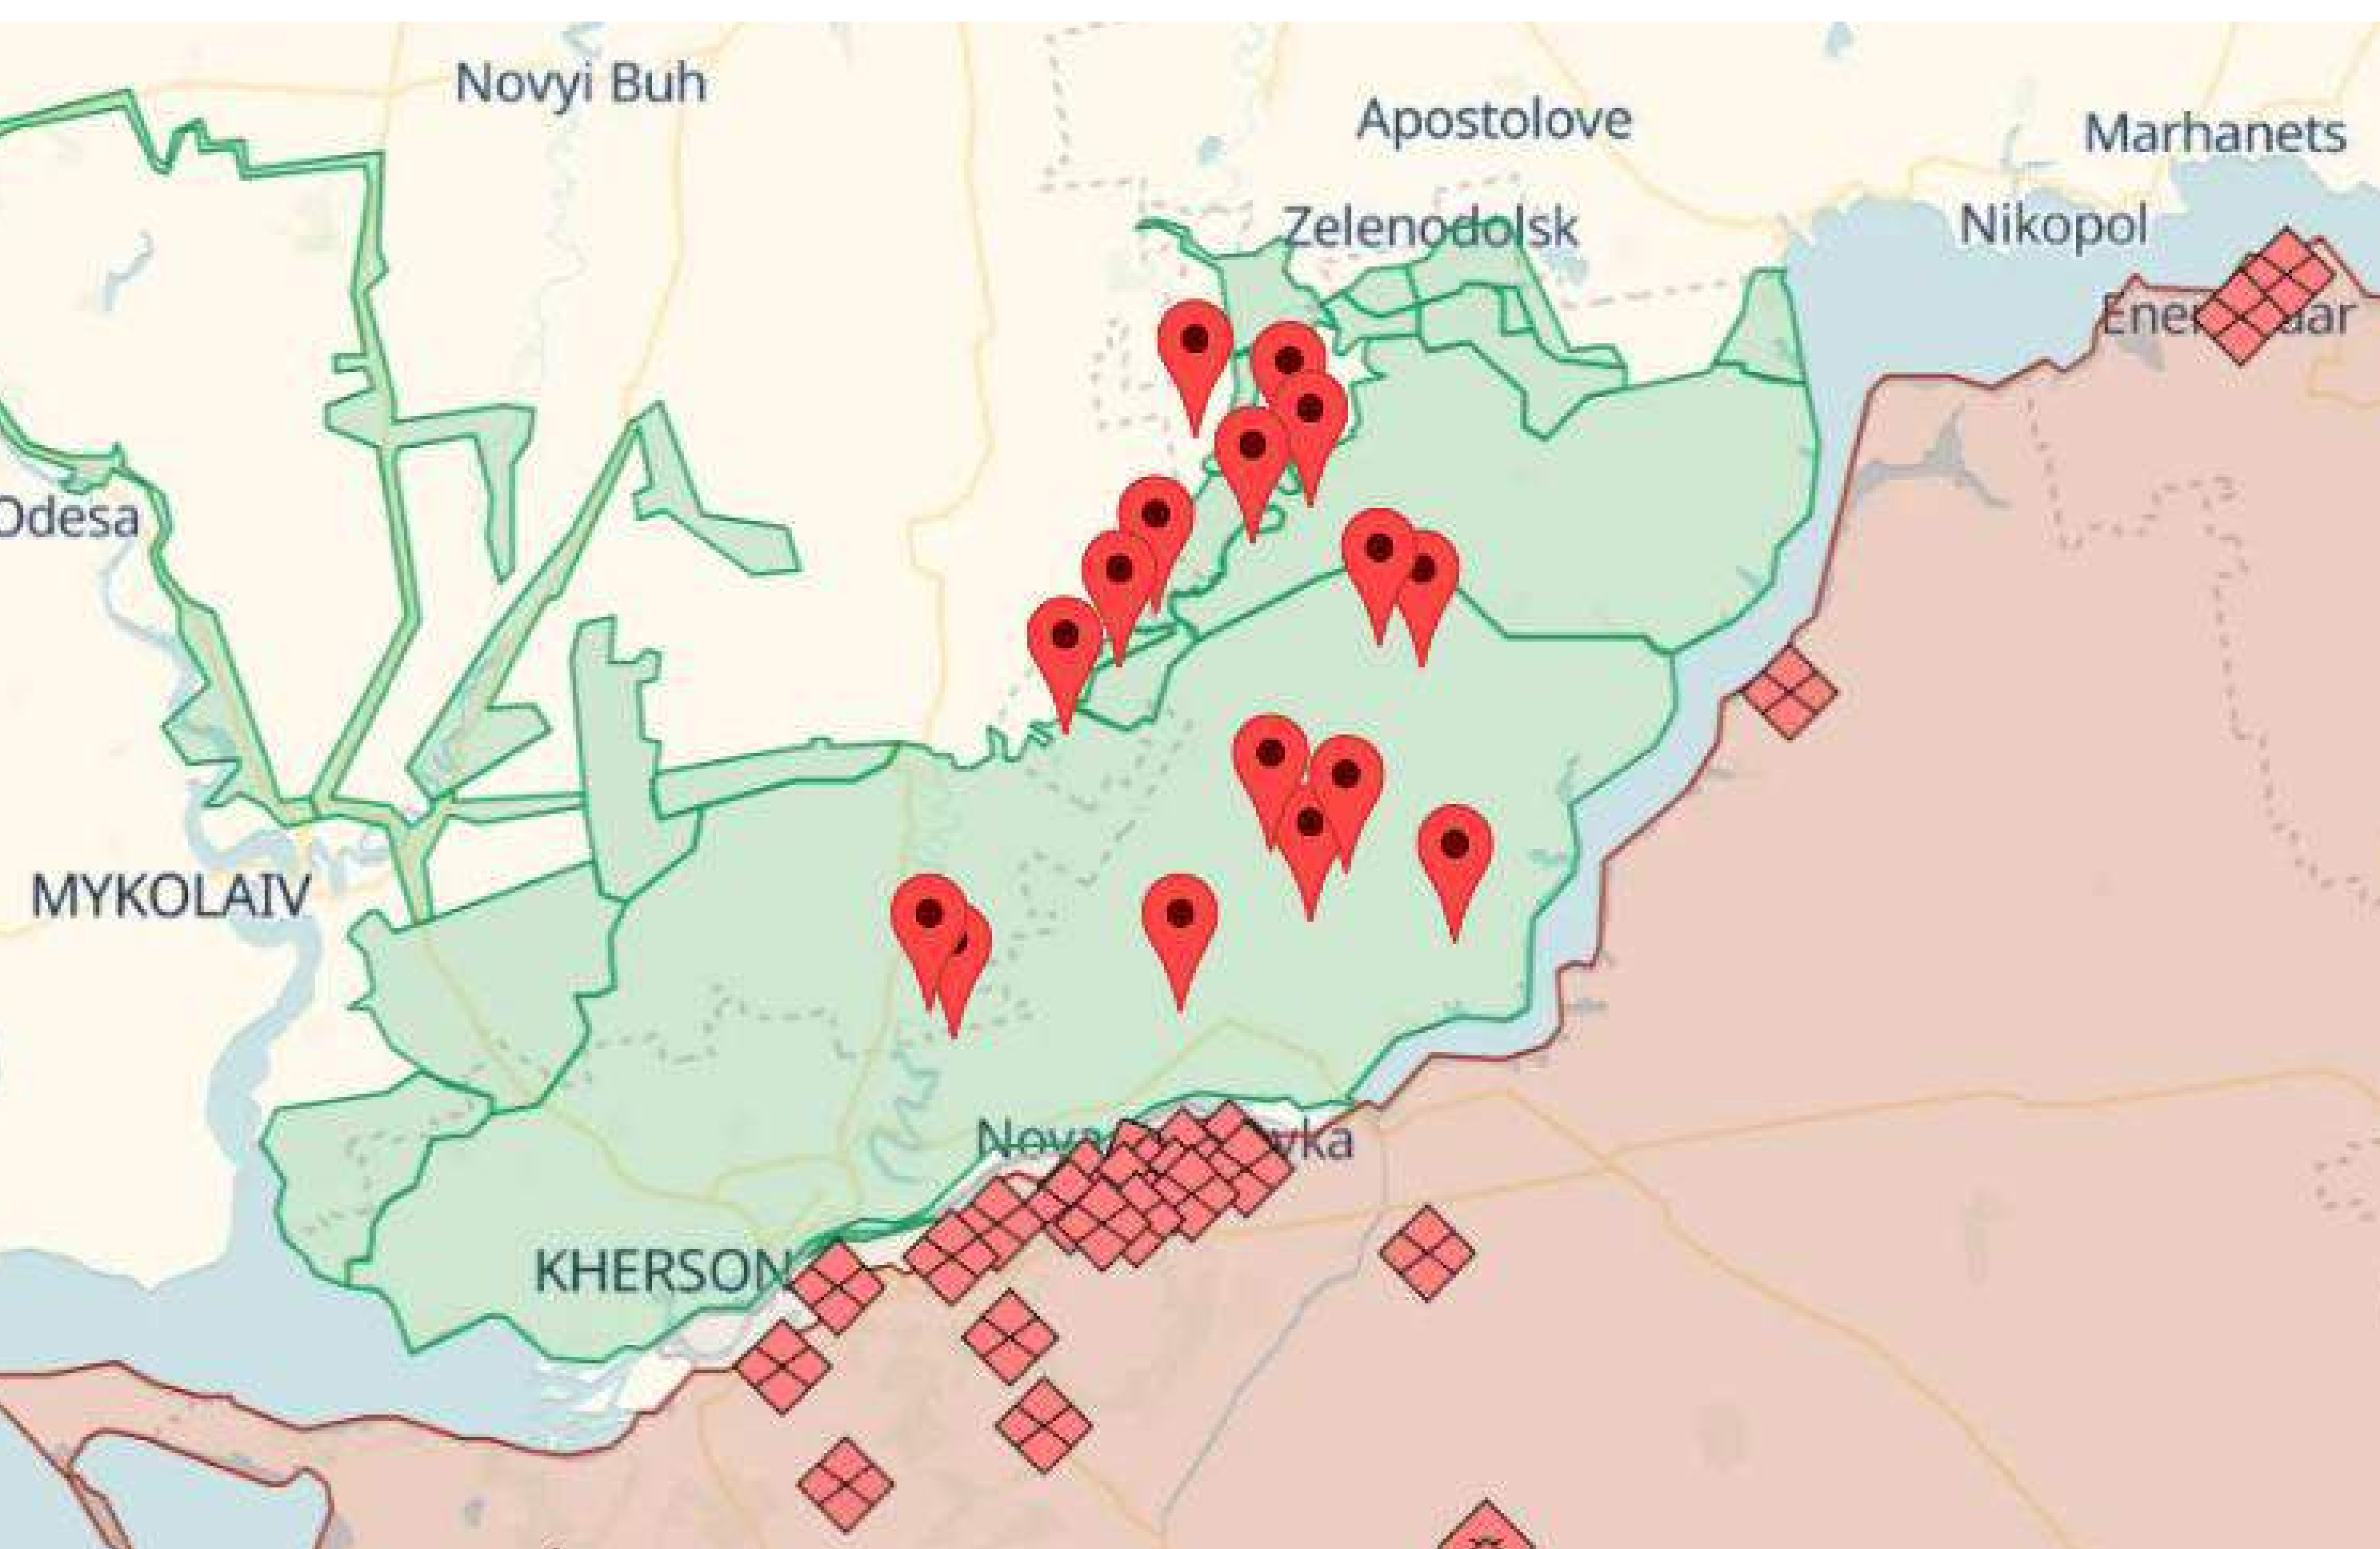 Novyi Buh
Apostolove
Marhanets
Zelenodolsk
Nikopol
Odesa
MYKOLAIV
KHERSON